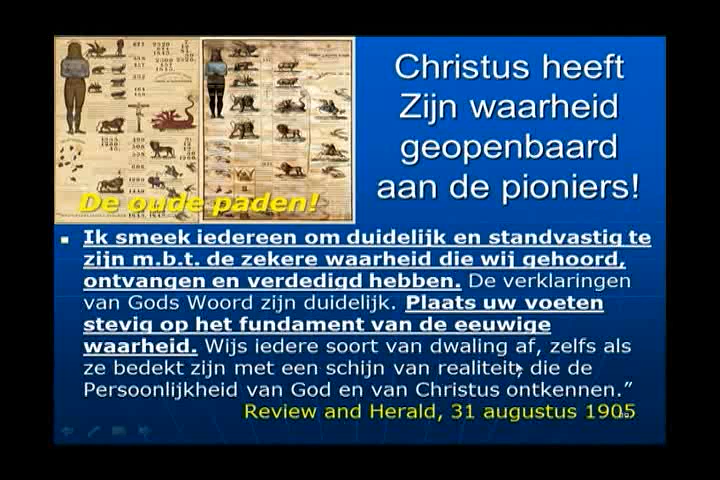 Christus heeft
Zijn waarheid
geopenbaard
aan de pioniers!
De oude paden!
Ik smeek iedereen om duidelijk en standvastig te
zijn m.b.t. de zekere waarheid die wij gehoord,
ontvangen en verdedigd hebben. De verklaringen
van Gods Woord zijn duidelijk. Plaats uw voeten
stevig op het fundament van de eeuwige
waarheid. Wijs iedere soort van dwaling af, zelfs als
ze bedekt zijn met een schijn van realiteit, die de
Persoonlijkheid van God en van Christus ontkennen.”
Review and Herald, 31 augustus 1905